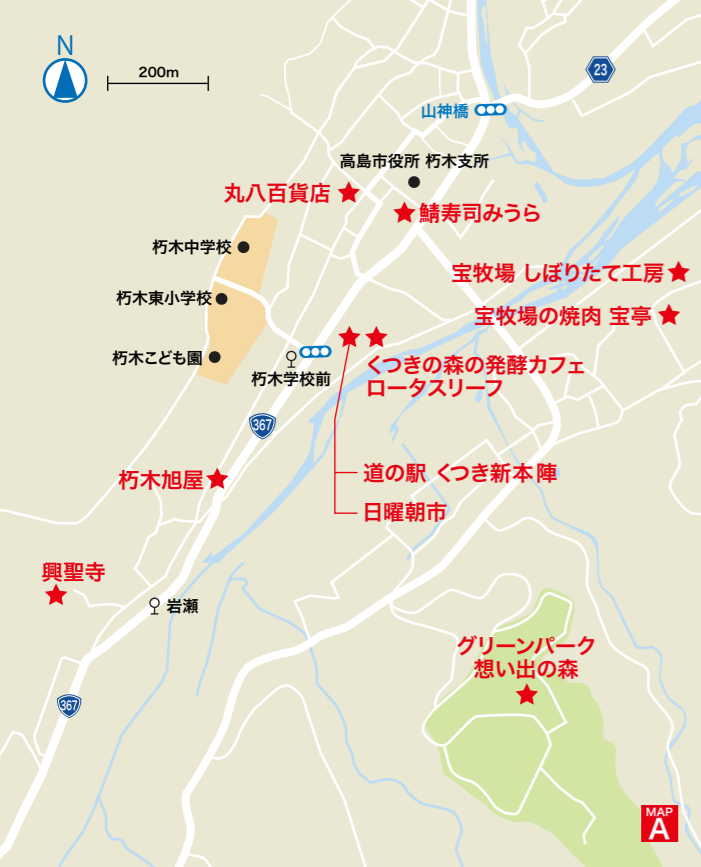 N
200m
23
山神橋
高島市役所 朽木支所
丸八百貨店
鯖寿司みうら
朽木中学校
宝牧場 しぼりたて工房
朽木東小学校
宝牧場の焼肉 宝亭
朽木こども園
朽木学校前
くつきの森の発酵カフェ
ロータスリーフ
367
朽木旭屋
道の駅 くつき新本陣
日曜朝市
興聖寺
岩瀬
グリーンパーク
想い出の森
367
MAP
A